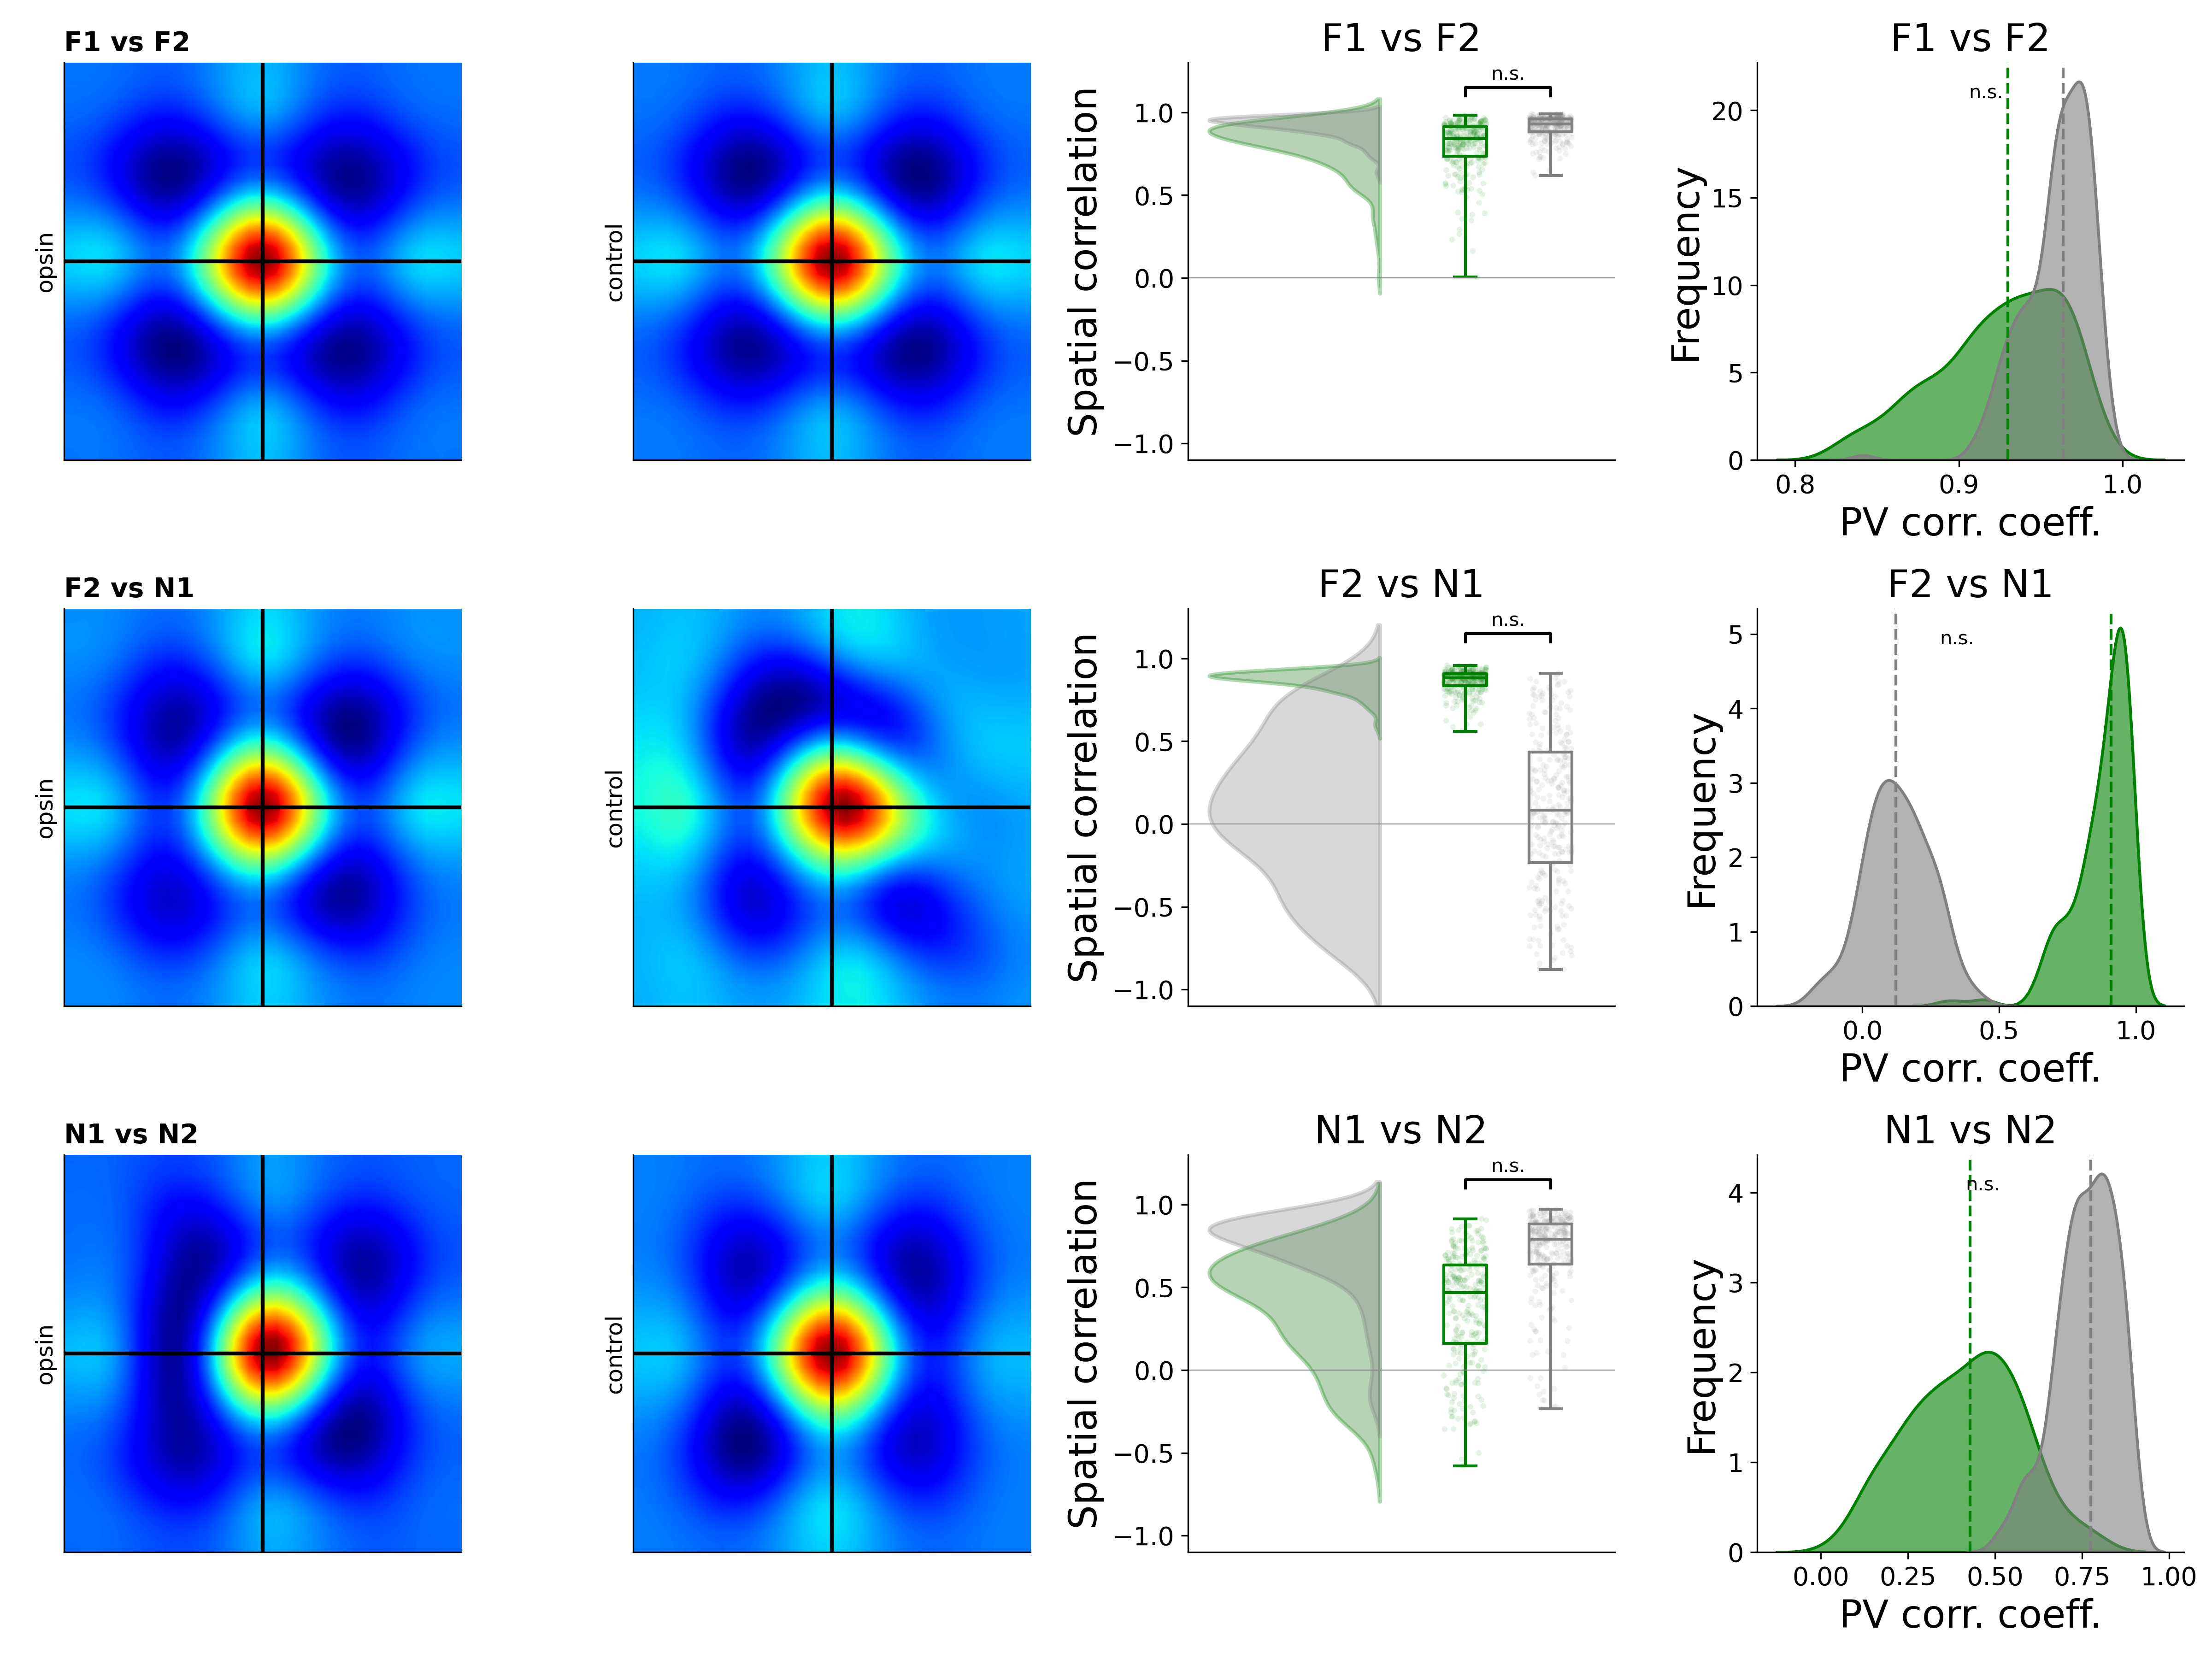 F1 vs F2
opsin
control
F1 vs F2
Spatial correlation
1.0
0.5
0.0
−0.5
−1.0
n.s.
F1 vs F2
Frequency
20
15
10
5
0
n.s.
0.8
0.9
1.0
PV corr. coeff.
F2 vs N1
opsin
control
F2 vs N1
Spatial correlation
1.0
0.5
0.0
−0.5
−1.0
n.s.
F2 vs N1
Frequency
5
4
3
2
1
0
n.s.
0.0
0.5
1.0
PV corr. coeff.
N1 vs N2
opsin
control
N1 vs N2
Spatial correlation
1.0
0.5
0.0
−0.5
−1.0
n.s.
N1 vs N2
Frequency
4
3
2
1
0
n.s.
0.00
0.25
0.50
0.75
1.00
PV corr. coeff.